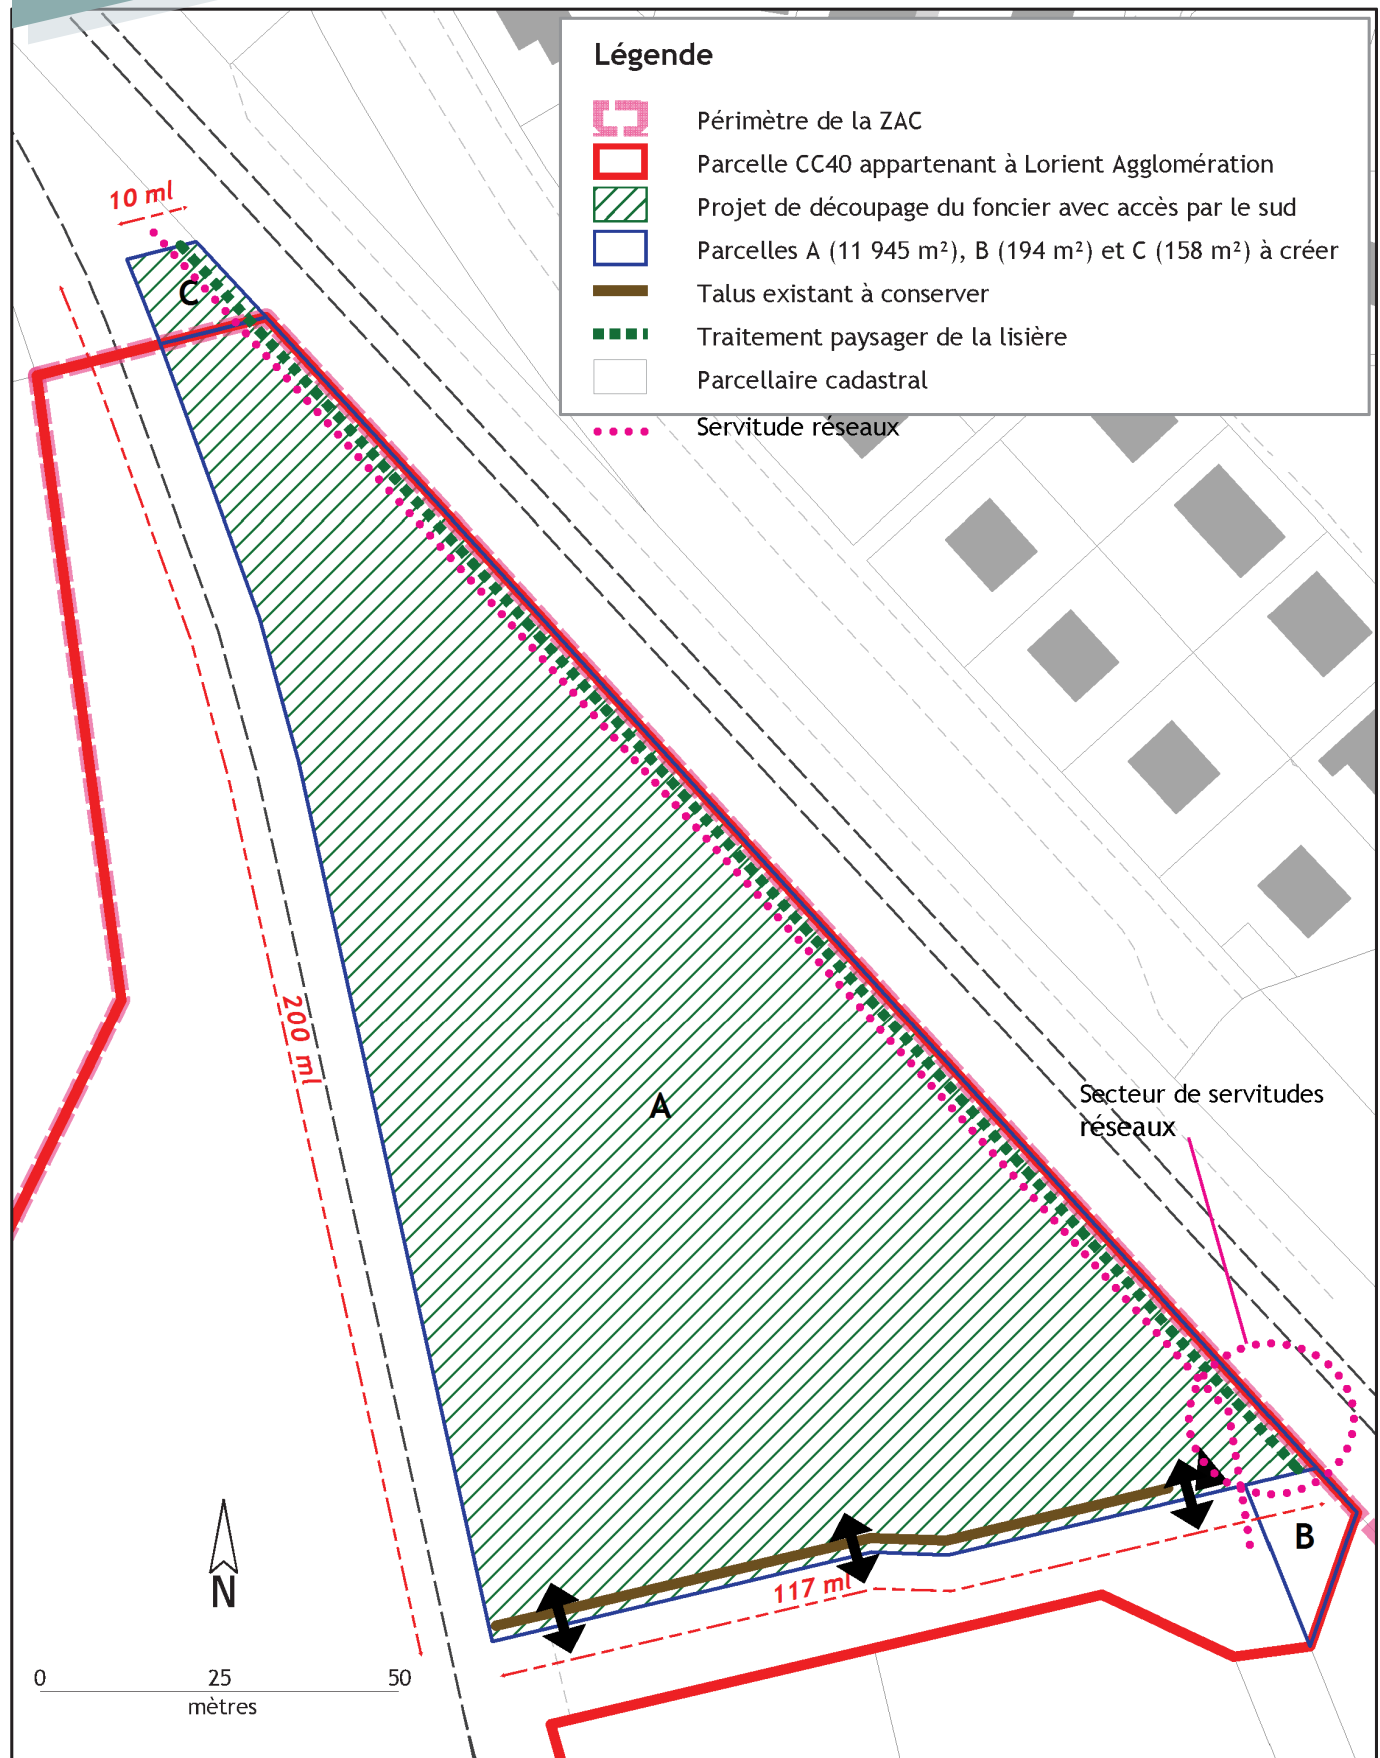 Légende
Périmètre de la ZAC
Parcelle CC40 appartenant à Lorient Agglomération
Projet de découpage du foncier avec accès par le sud
Parcelles A (11 945 m²), B (194 m²) et C (158 m²) à créer
Talus existant à conserver
Traitement paysager de la lisière
Parcellaire cadastral
Servitude réseaux
10 ml
C
200 ml
A
Secteur de servitudes
réseaux
B
117 ml
N
0 25 50
mètres